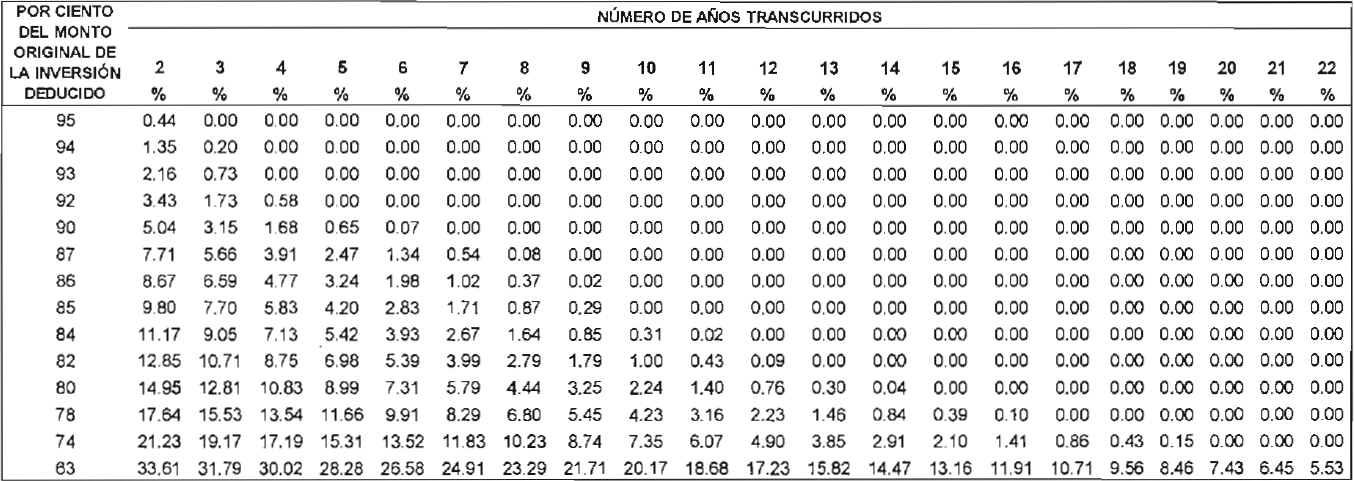 POR CIENTO DEL MONTO ORIGINAL DE LA INVERSIÓN DEDUCIDO
NÚMERO DE AÑOS TRANSCURRIDOS
2 3 4 5 6 7 8 9 10 11 12 13 14 15 16 17 18 19 20 21 22
% % % % % % % % % % % % % % % % % % % % %
95 0.44 0.00 0.00 0.00 0.00 0.00 0.00 0.00 0.00 0.00 0.00 0.00 0.00 0.00 0.00 0.00 0.00 0.00 0.00 0.00 0.00
94 1.35 0.20 0.00 0.00 0.00 0.00 0.00 0.00 0.00 0.00 0.00 0.00 0.00 0.00 0.00 0.00 0.00 0.00 0.00 0.00 0.00
93 2.16 0.73 0.00 0.00 0.00 0.00 0.00 0.00 0.00 0.00 0.00 0.00 0.00 0.00 0.00 0.00 0.00 0.00 0.00 0.00 0.00
92 3.43 1.73 0.58 0.00 0.00 0.00 0.00 0.00 0.00 0.00 0.00 0.00 0.00 0.00 0.00 0.00 0.00 0.00 0.00 0.00 0.00
90 5.04 3.15 1.68 0.65 0.07 0.00 0.00 0.00 0.00 0.00 0.00 0.00 0.00 0.00 0.00 0.00 0.00 0.00 0.00 0.00 0.00
87 7.71 5.66 3.91 2.47 1.34 0.54 0.08 0.00 0.00 0.00 0.00 0.00 0.00 0.00 0.00 0.00 0.00 0.00 0.00 0.00 0.00
86 8.67 6.59 4.77 3.24 1.98 1.02 0.37 0.02 0.00 0.00 0.00 0.00 0.00 0.00 0.00 0.00 0.00 0.00 0.00 0.00 0.00
85 9.80 7.70 5.83 4.20 2.83 1.71 0.87 0.29 0.00 0.00 0.00 0.00 0.00 0.00 0.00 0.00 0.00 0.00 0.00 0.00 0.00
84 11.17 9.05 7.13 5.42 3.93 2.67 1.64 0.85 0.31 0.02 0.00 0.00 0.00 0.00 0.00 0.00 0.00 0.00 0.00 0.00 0.00
82 12.85 10.71 8.75 6.98 5.39 3.99 2.79 1.79 1.00 0.43 0.09 0.00 0.00 0.00 0.00 0.00 0.00 0.00 0.00 0.00 0.00
80 14.95 12.81 10.83 8.99 7.31 5.79 4.44 3.25 2.24 1.40 0.76 0.30 0.04 0.00 0.00 0.00 0.00 0.00 0.00 0.00 0.00
78 17.64 15.53 13.54 11.66 9.91 8.29 6.80 5.45 4.23 3.16 2.23 1.46 0.84 0.39 0.10 0.00 0.00 0.00 0.00 0.00 0.00
74 21.23 19.17 17.19 15.31 13.52 11.83 10.23 8.74 7.35 6.07 4.90 3.85 2.91 2.10 1.41 0.86 0.43 0.15 0.00 0.00 0.00
63 33.61 31.79 30.02 28.28 26.58 24.91 23.29 21.71 20.17 18.68 17.23 15.82 14.47 13.16 11.91 10.71 9.56 8.46 7.43 6.45 5.53